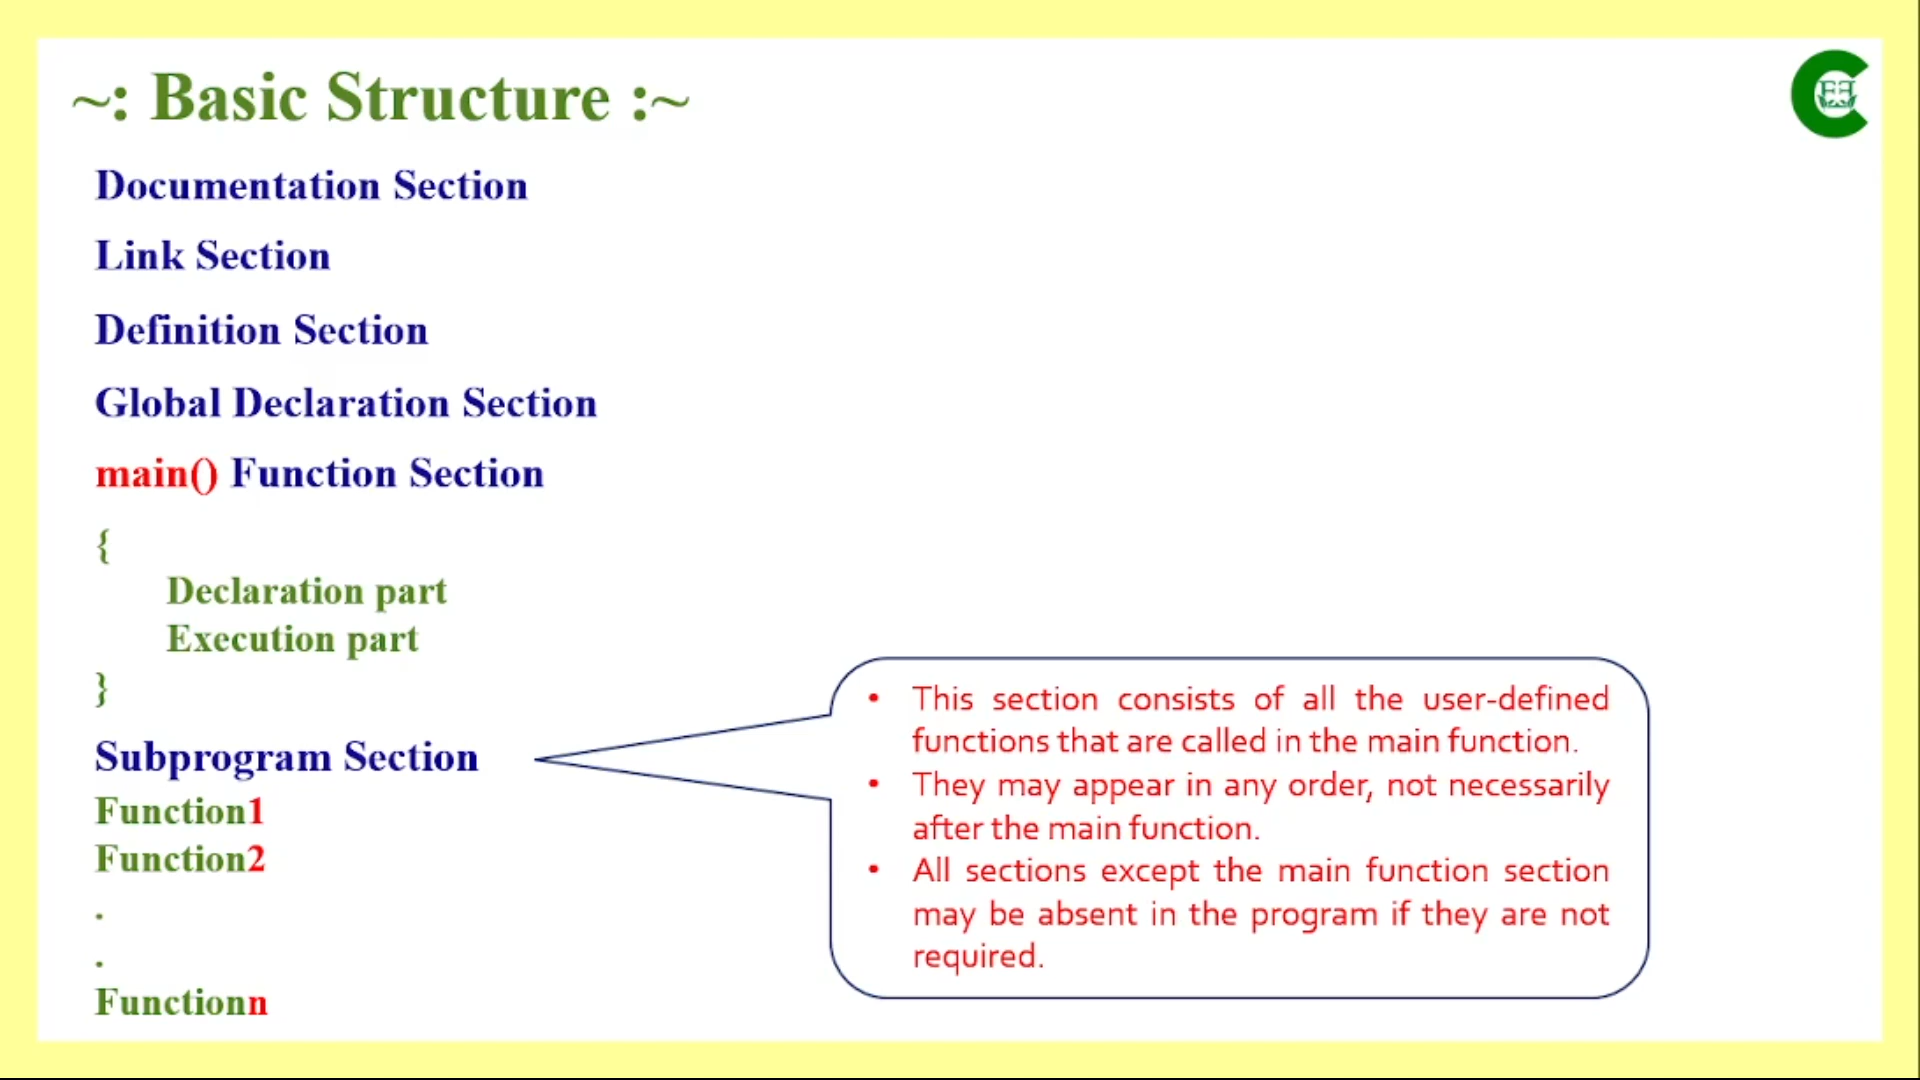 ~: Basic Structure :~
Documentation Section
Link Section
Definition Section
Global Declaration Section
main() Function Section
{
Declaration part
Execution part
}
Subprogram Section
Function1
Function2
.
.
Functionn
• This section consists of all the user-defined
functions that are called in the main function.
• They may appear in any order, not necessarily
after the main function.
• All sections except the main function section
may be absent in the program if they are not
required.